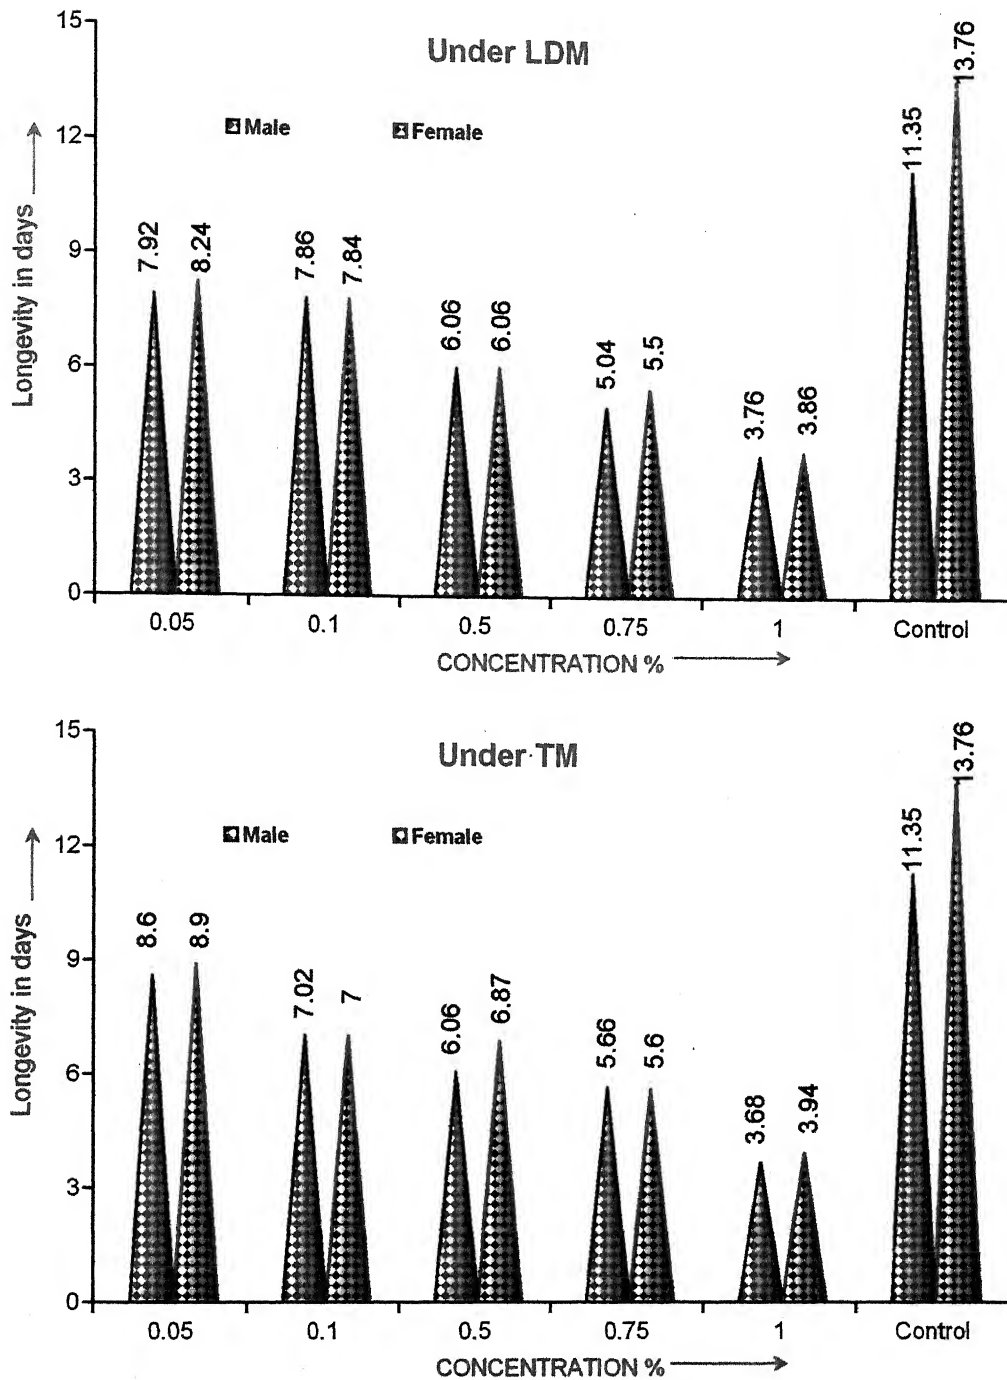 Under LDM
Male Female
Longevity in days
15
12
9
6
3
0
7.92 8.24 7.86 7.84 6.06 6.06 5.04 5.5 3.76 3.86 11.35 13.76
0.05 0.1 0.5 0.75 1 Control
CONCENTRATION %
Under TM
Male Female
Longevity in days
15
12
9
6
3
0
8.6 8.9 7.02 7 6.06 6.87 5.66 5.6 3.68 3.94 11.35 13.76
0.05 0.1 0.5 0.75 1 Control
CONCENTRATION %